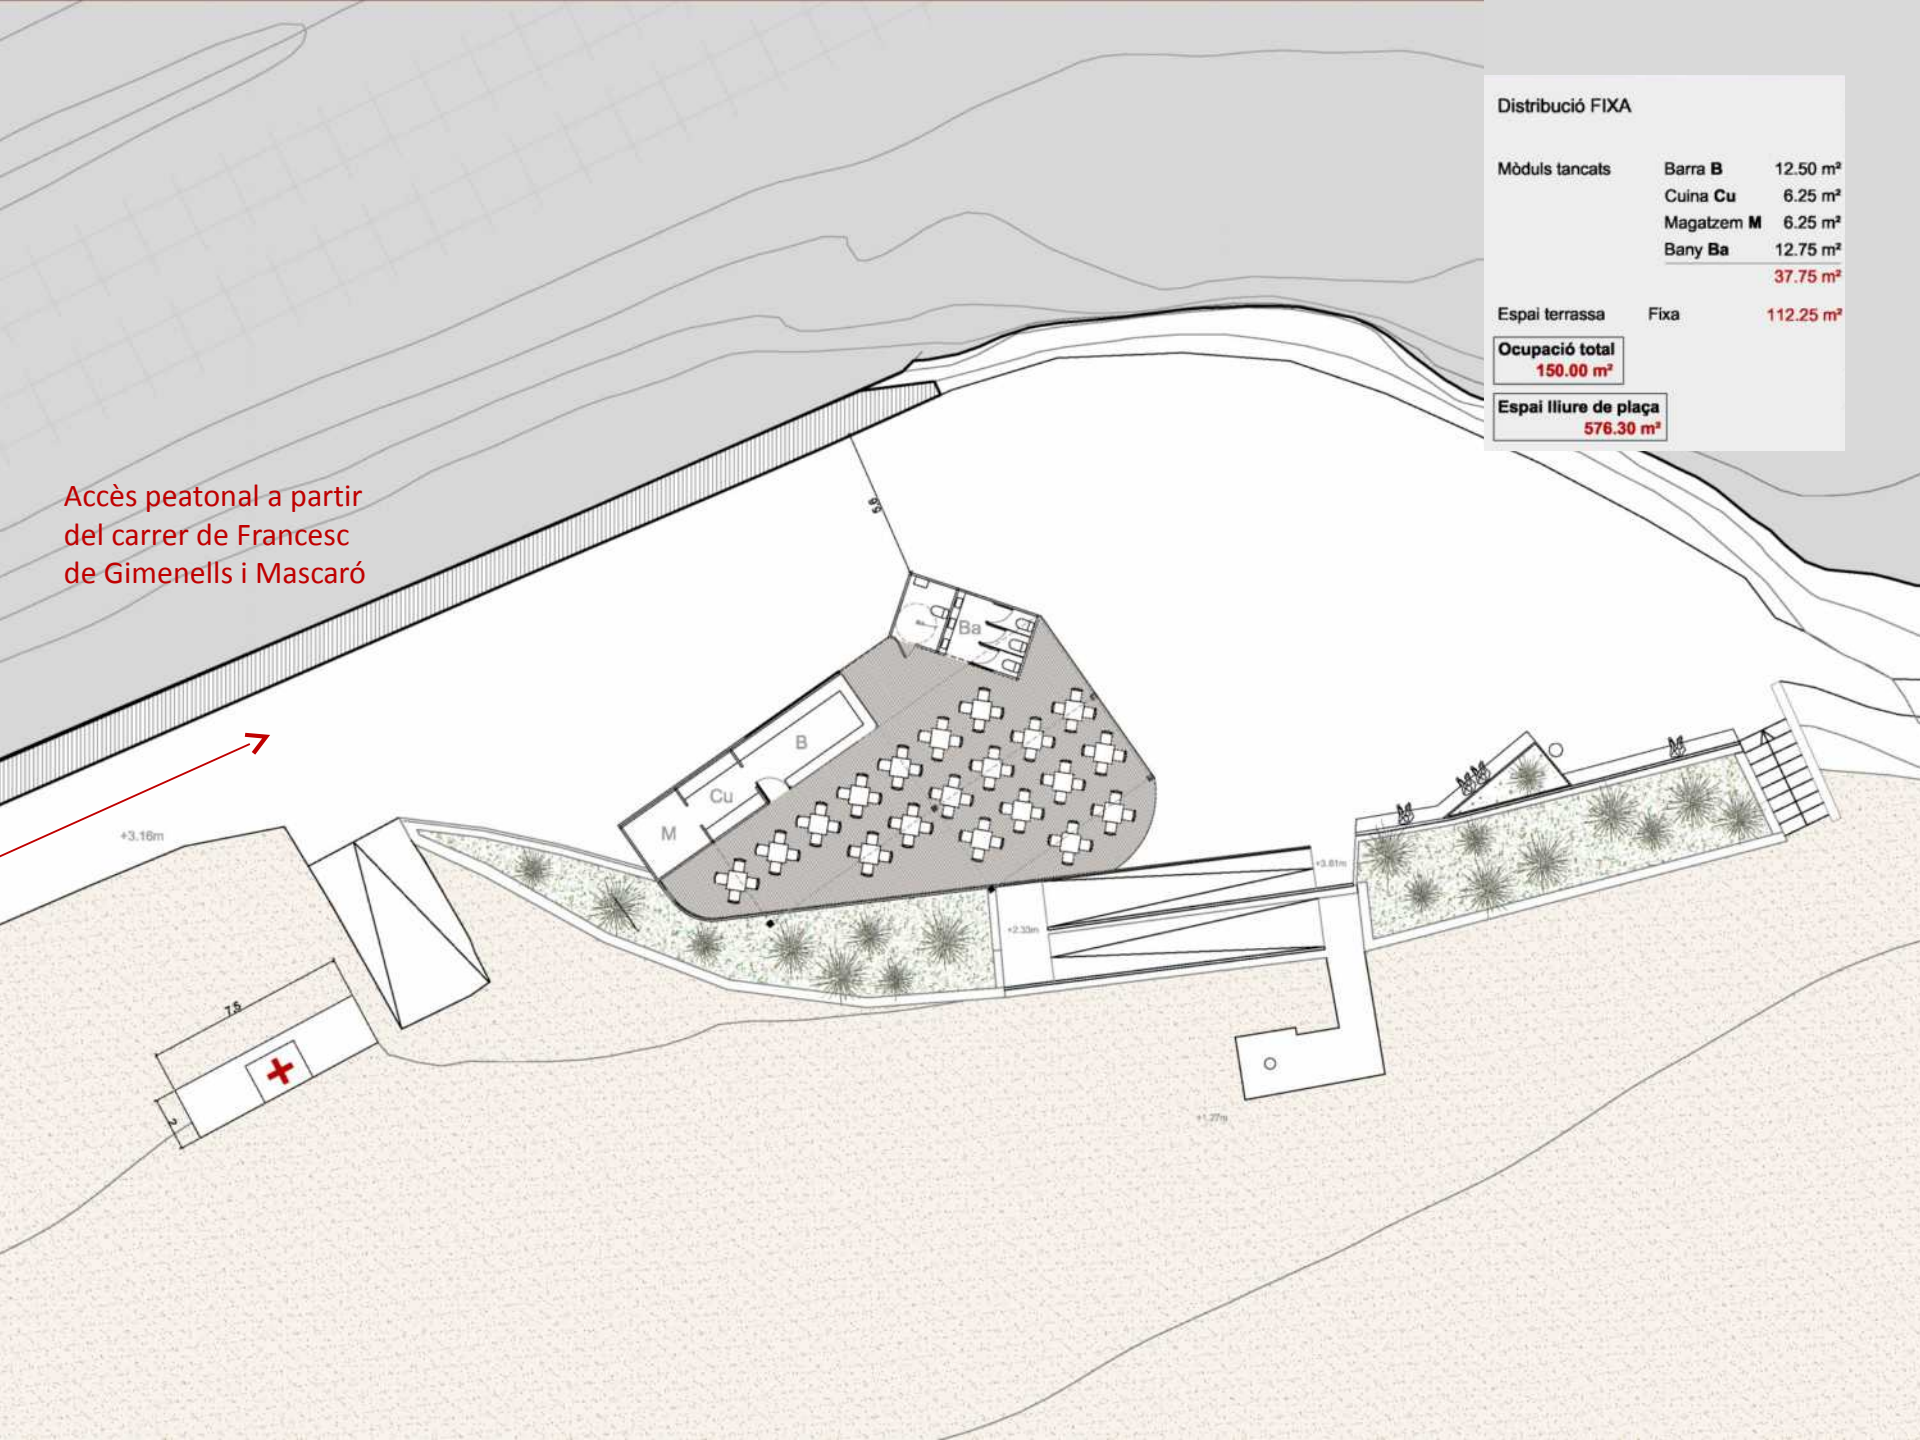 Distribució FIXA
Mòduls tancats Barra B 12.50 m²
Cuina Cu 6.25 m²
Magatzem M 6.25 m²
Bany Ba 12.75 m²
37.75 m²
Espai terrassa Fixa 112.25 m²
Ocupació total
150.00 m²
Espai lliure de plaça
576.30 m²
Accès peatonal a partir
del carrer de Francesc
de Gimenells i Mascaró
Ba
B
Cu
M
+3.16m
+3.81m
+2.33m
7.5
2
+1.27m